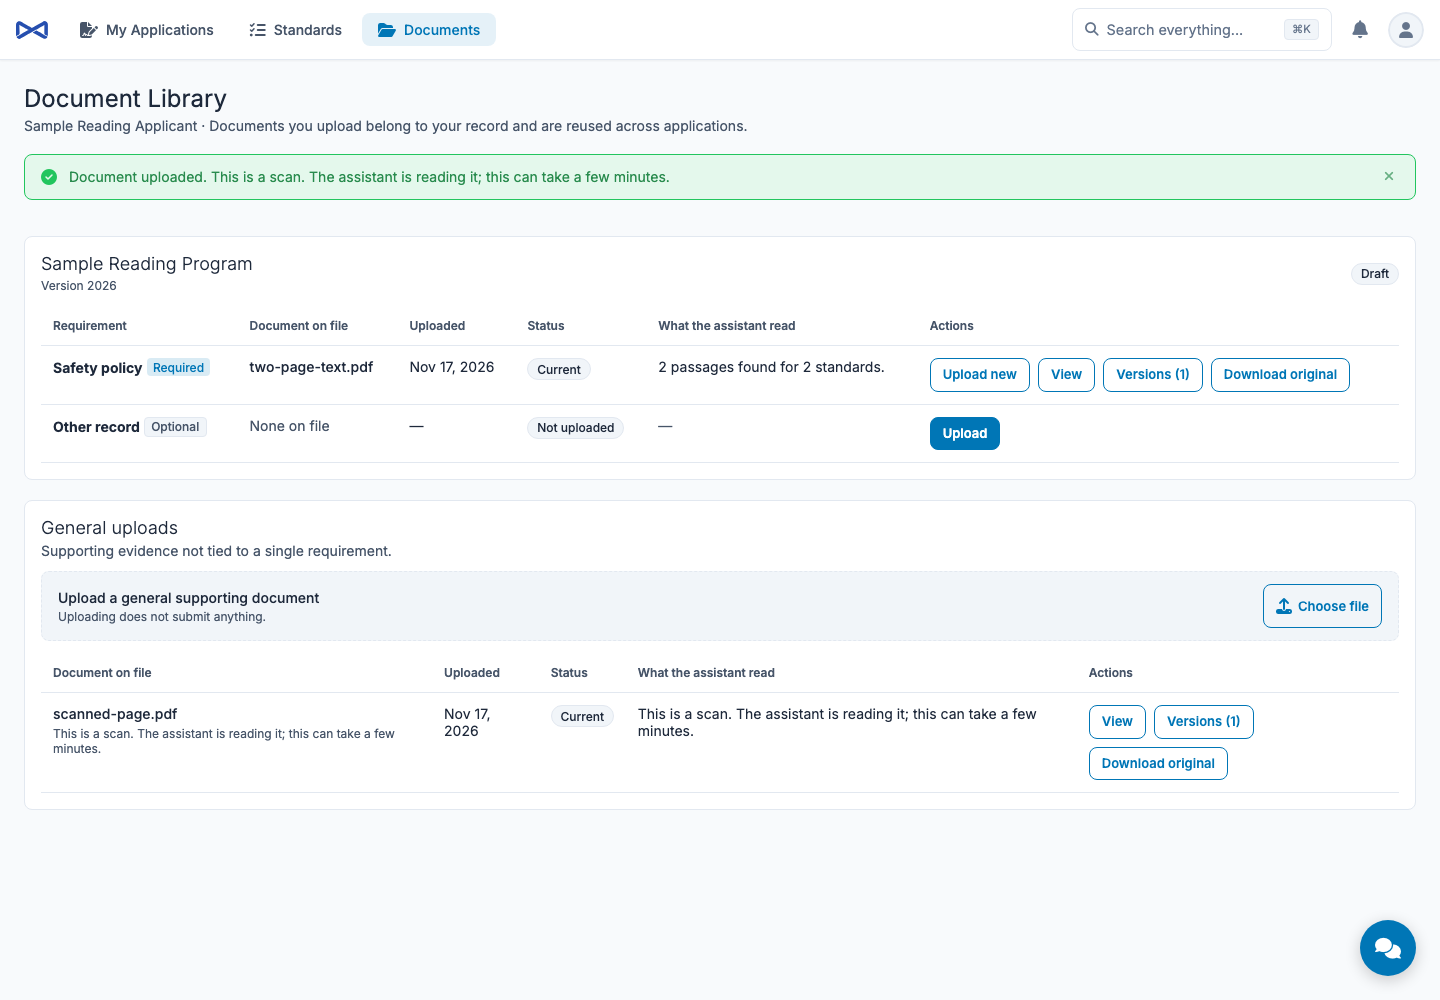 My Applications
Standards
Documents
Search everything...
⌘K
Document Library
Sample Reading Applicant · Documents you upload belong to your record and are reused across applications.
Document uploaded. This is a scan. The assistant is reading it; this can take a few minutes.
Sample Reading Program
Version 2026
Draft
Requirement Document on file Uploaded Status What the assistant read Actions
Safety policy Required two-page-text.pdf Nov 17, 2026 Current 2 passages found for 2 standards. Upload new View Versions (1) Download original
Other record Optional None on file — Not uploaded — Upload
General uploads
Supporting evidence not tied to a single requirement.
Upload a general supporting document
Uploading does not submit anything.
Choose file
Document on file Uploaded Status What the assistant read Actions
scanned-page.pdf
This is a scan. The assistant is reading it; this can take a few
minutes.
Nov 17,
2026
Current
This is a scan. The assistant is reading it; this can take a few
minutes.
View Versions (1)
Download original